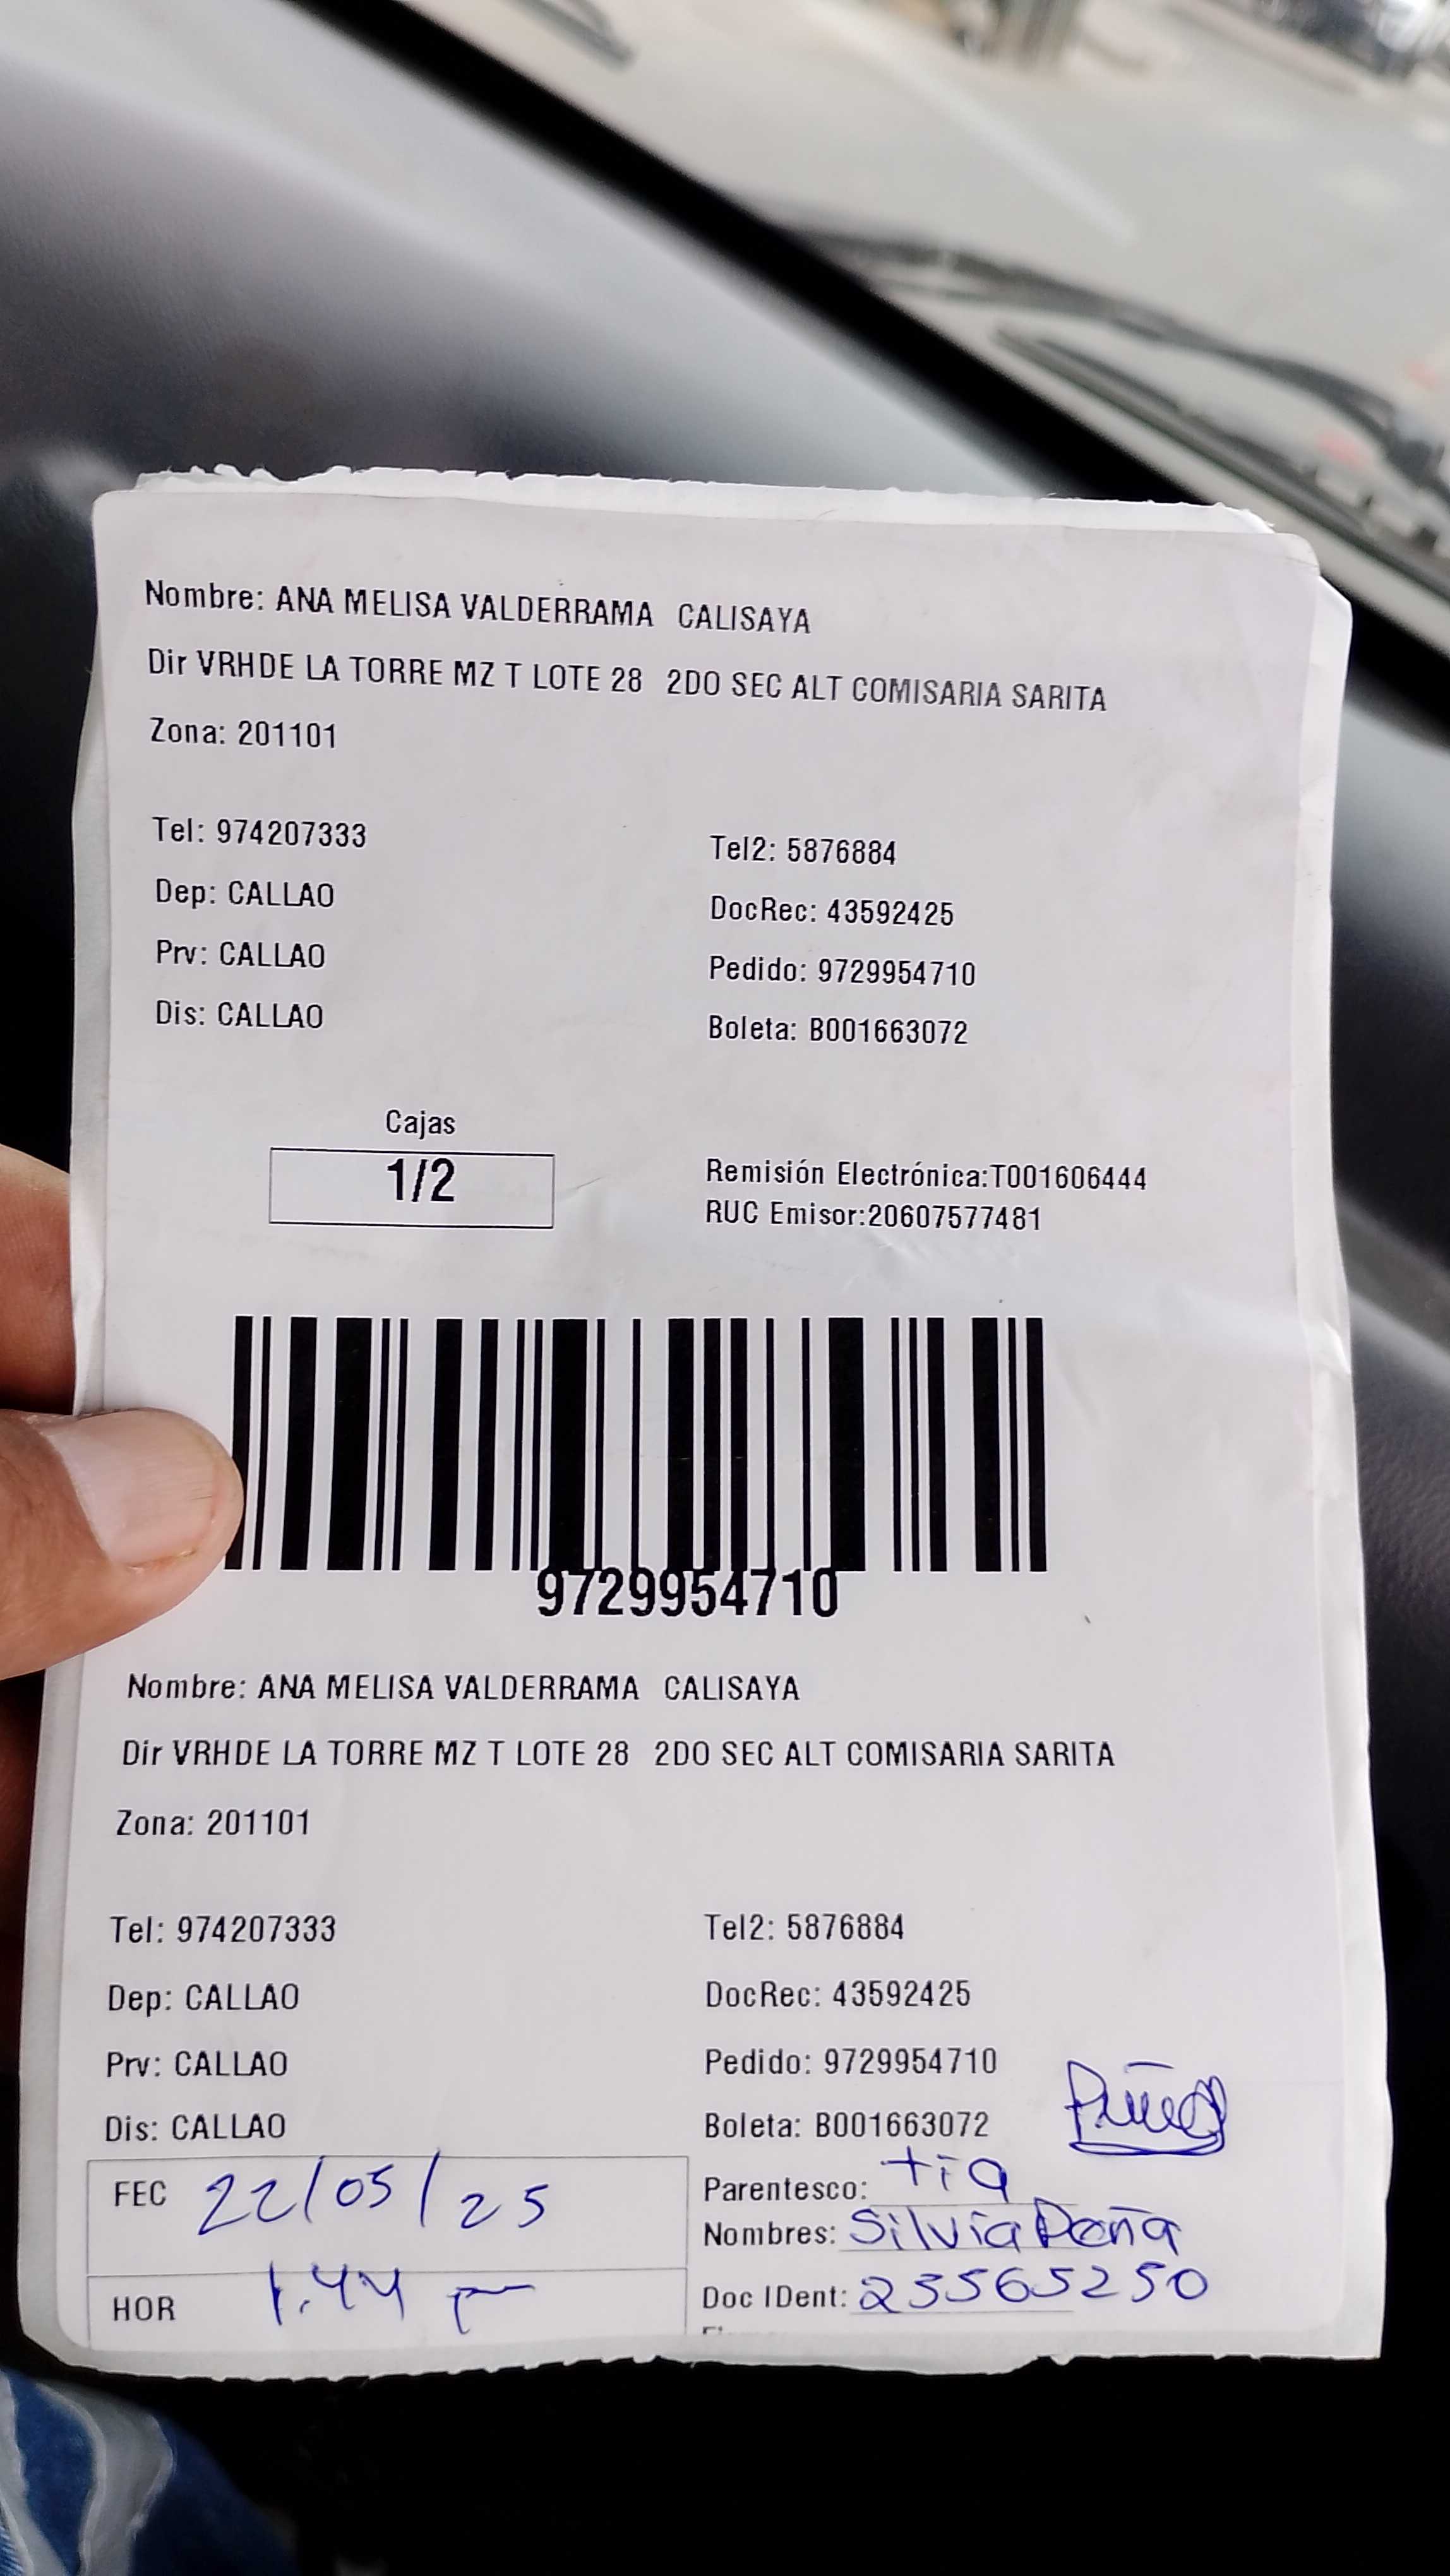 Nombre: ANA MELISA VALDERRAMA CALISAYA
Dir VRHDE LA TORRE MZ T LOTE 28 2DO SEC ALT COMISARIA SARITA
Zona: 201101
Tel: 974207333 Tel2: 5876884
Dep: CALLAO DocRec: 43592425
Prv: CALLAO Pedido: 9729954710
Dis: CALLAO Boleta: B001663072
Cajas
1/2
Remisión Electrónica:T001606444
RUC Emisor:20607577481
9729954710
Nombre: ANA MELISA VALDERRAMA CALISAYA
Dir VRHDE LA TORRE MZ T LOTE 28 2DO SEC ALT COMISARIA SARITA
Zona: 201101
Tel: 974207333 Tel2: 5876884
Dep: CALLAO DocRec: 43592425
Prv: CALLAO Pedido: 9729954710
Dis: CALLAO Boleta: B001663072
FEC 22/05/25
HOR 1.44 p
Parentesco: tia
Nombres: Silvia Peña
Doc IDent: 25565250